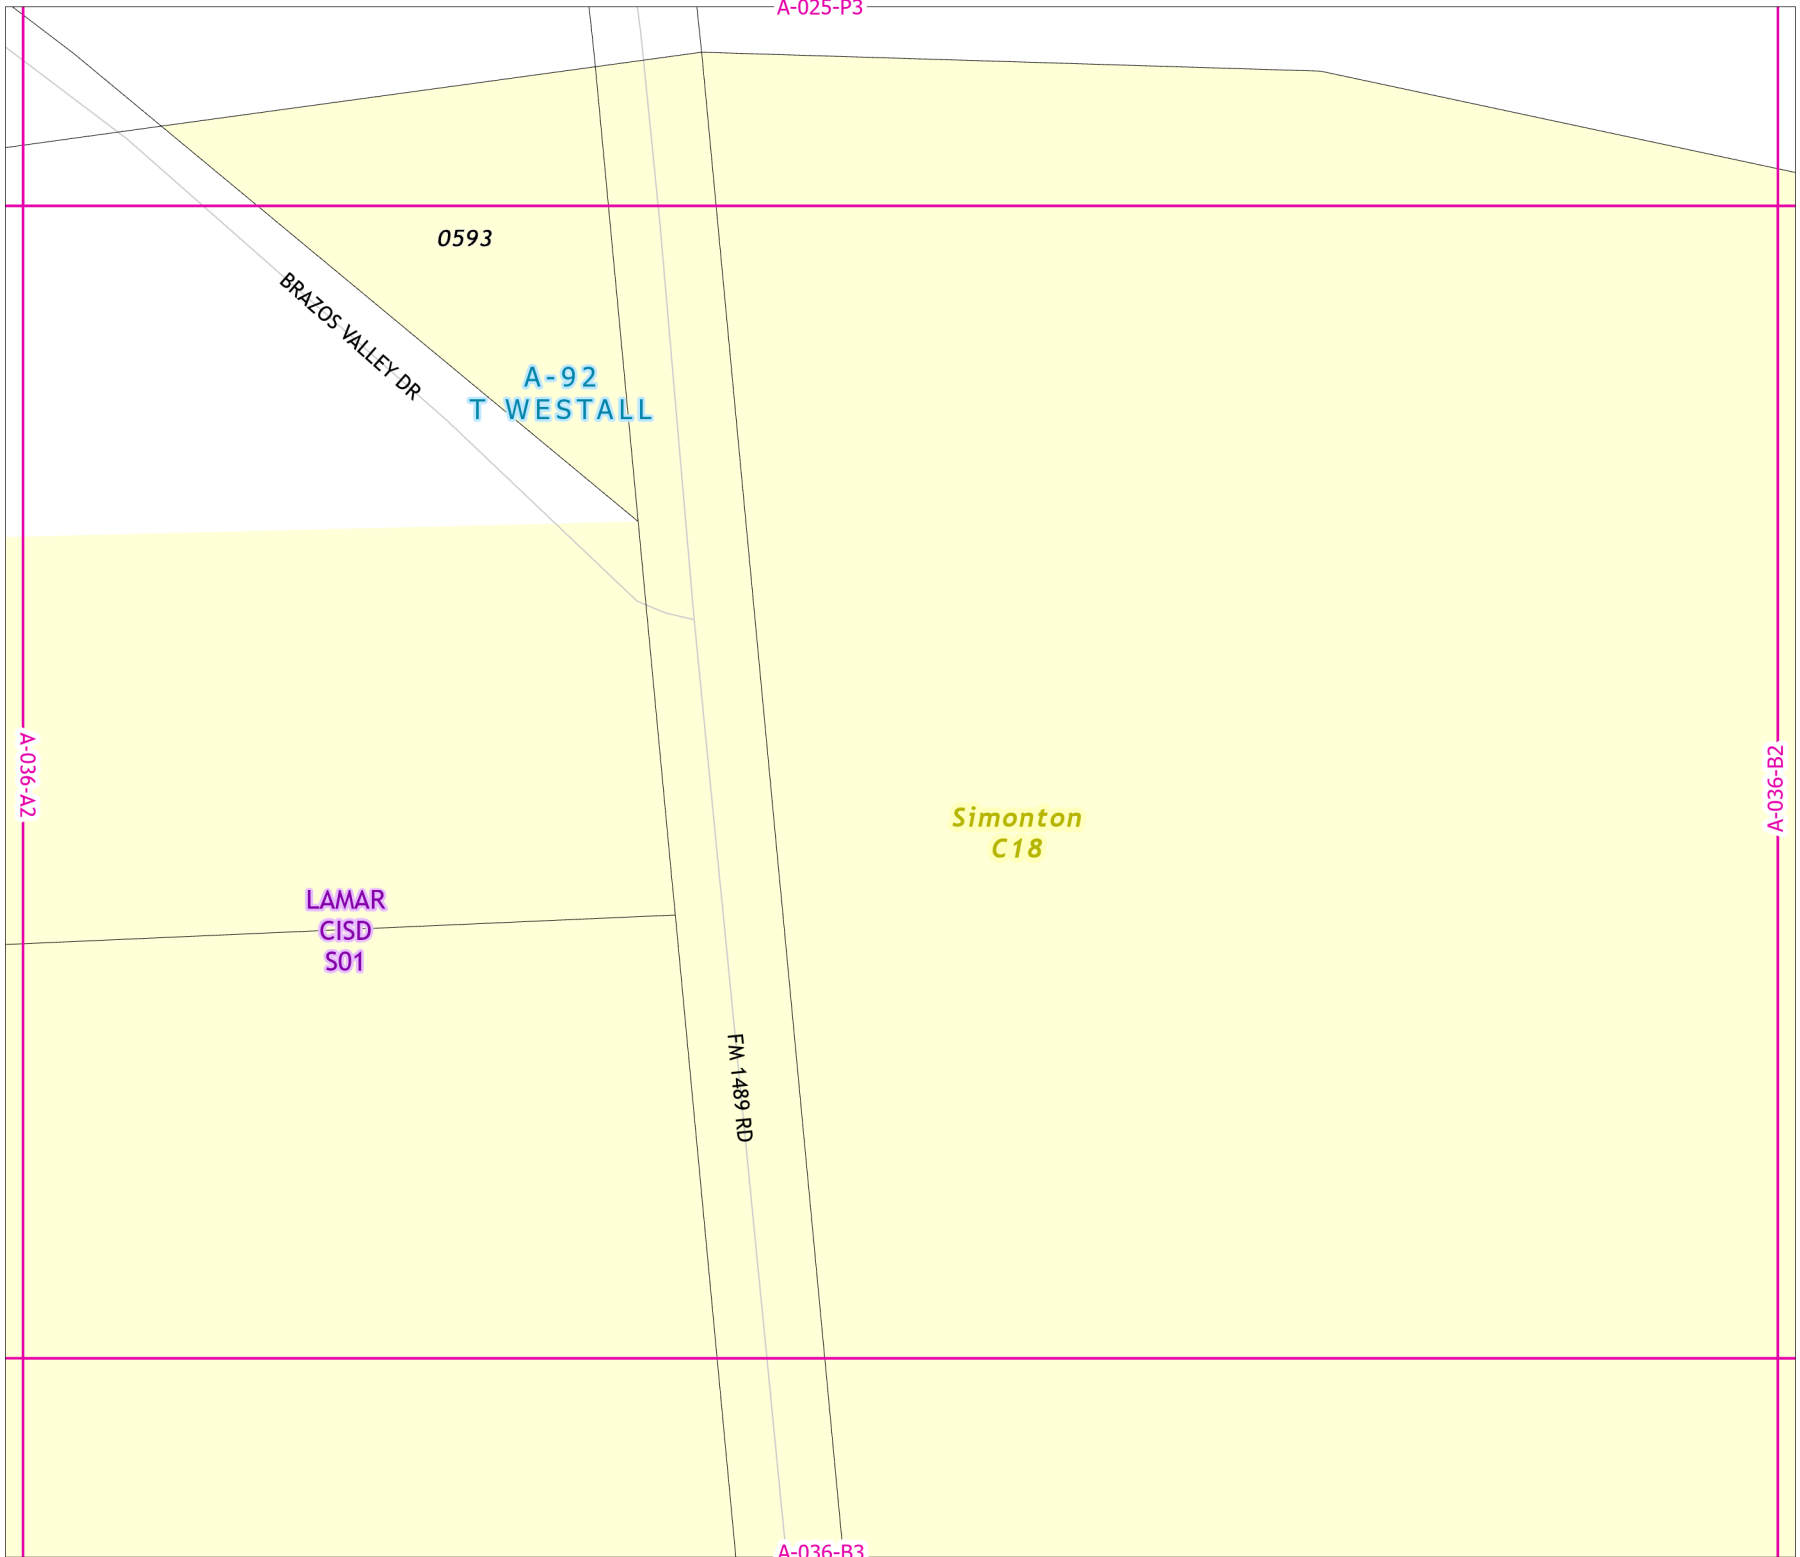 A-025-P3
0593
BRAZOS VALLEY DR
A-92
T WESTALL
A-036-A2
A-036-B2
Simonton
C18
LAMAR
CISD
S01
FM 1489 RD
A-036-B3